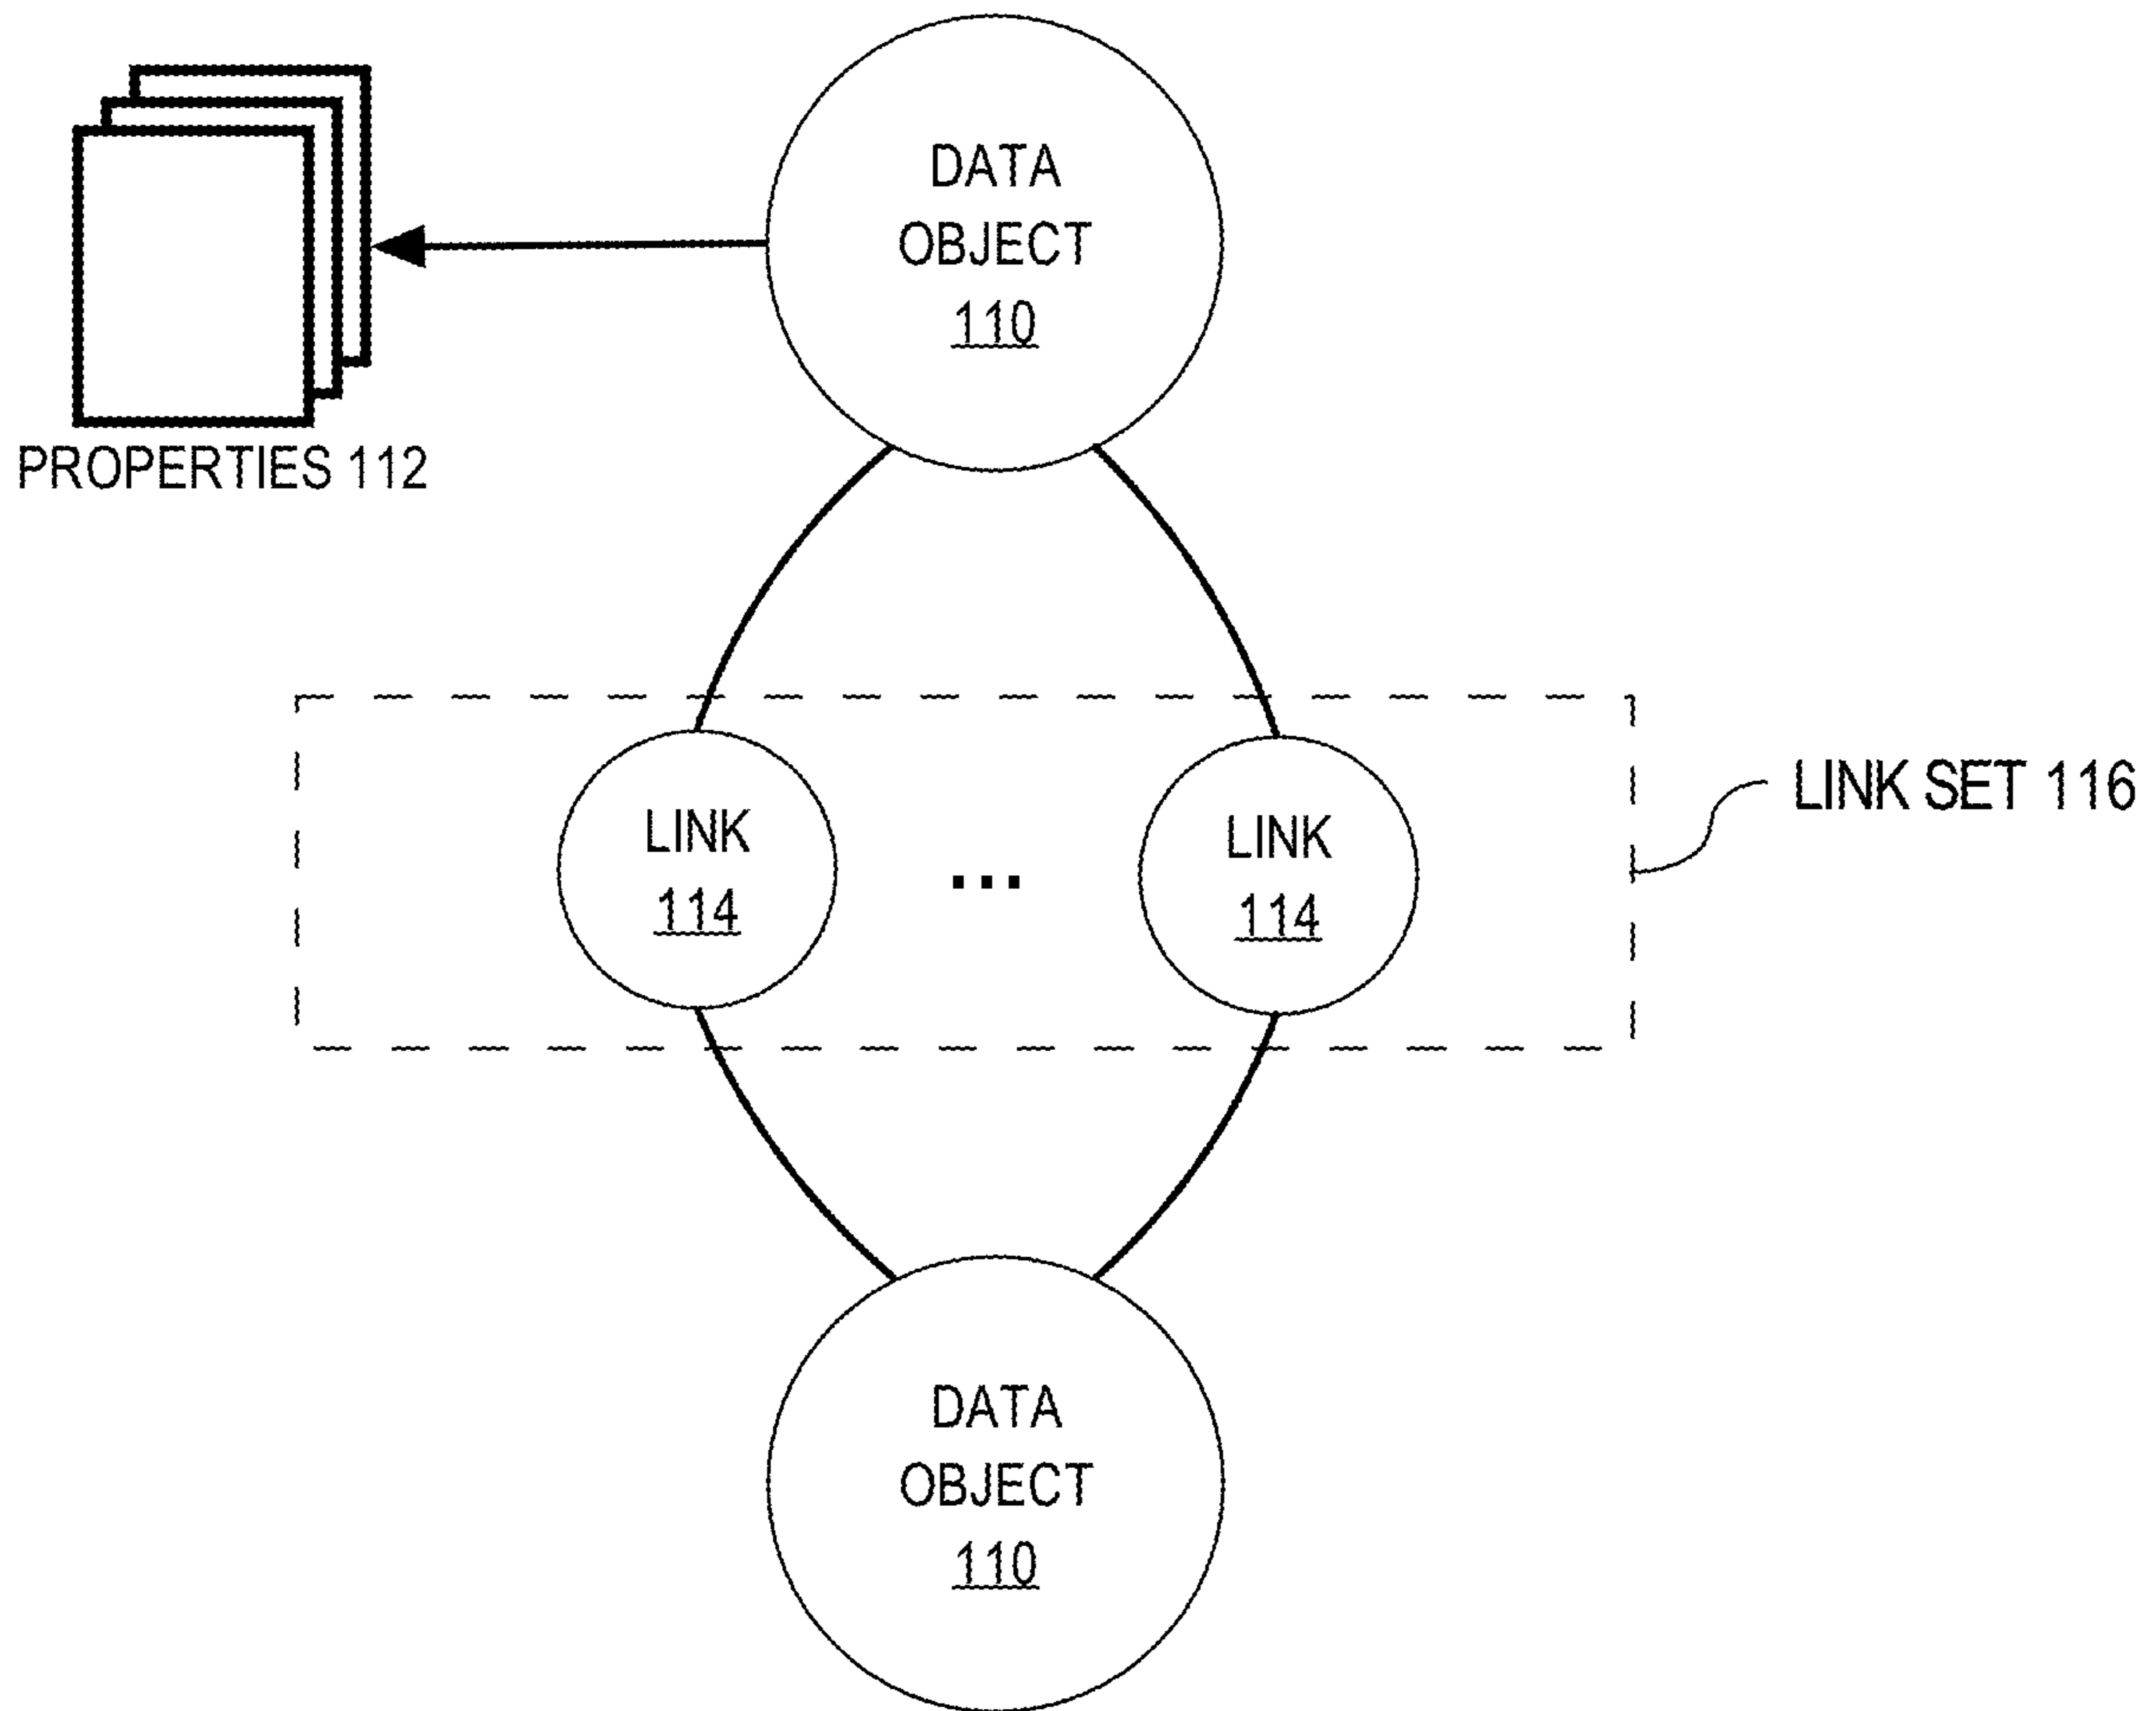 DATA
OBJECT
110
PROPERTIES 112
LINK
114
...
LINK
114
LINK SET 116
DATA
OBJECT
110